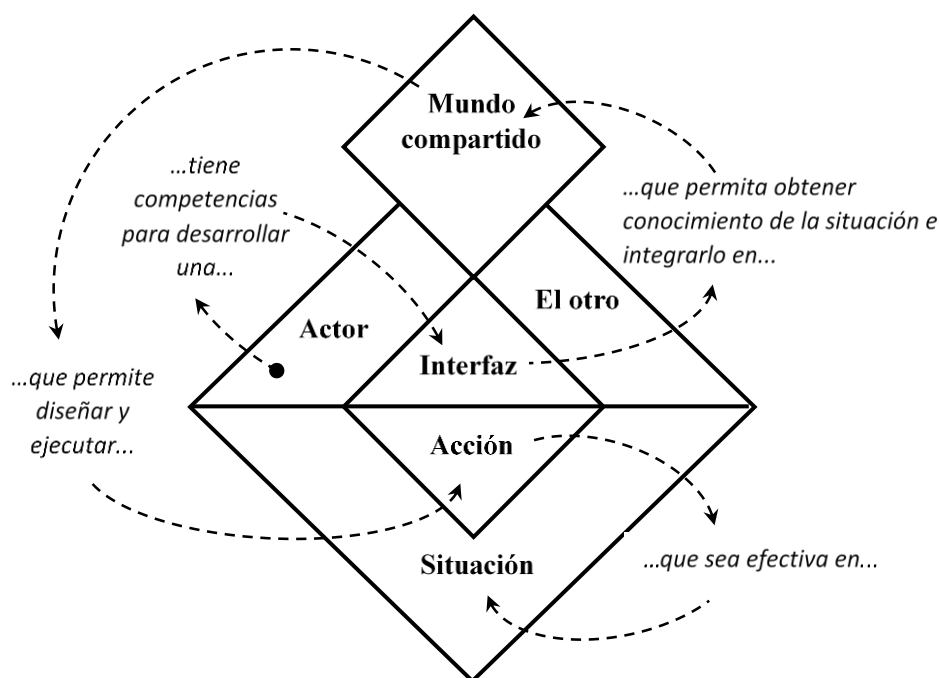 Mundo
compartido
...tiene
competencias
para desarrollar
una...
...que permita obtener
conocimiento de la situación e
integrarlo en...
Actor
El otro
Interfaz
...que permite
diseñar y
ejecutar...
Acción
Situación
...que sea efectiva en...